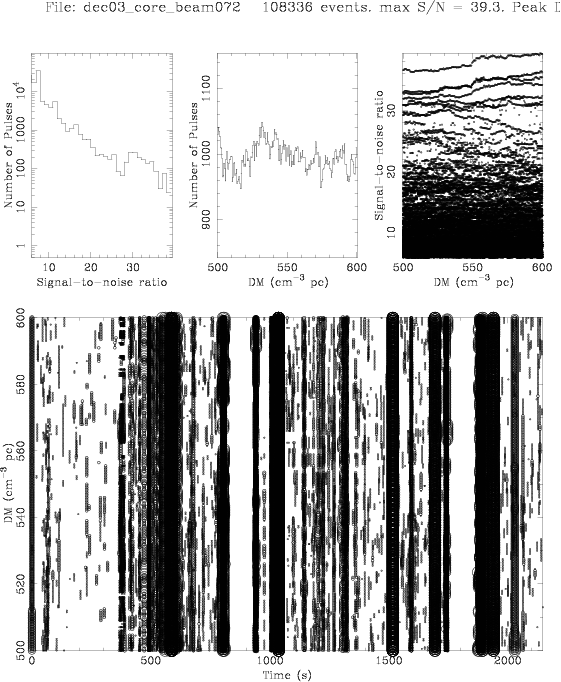 File: dec03_core_beam072 108336 events. max S/N = 39.3. Peak D
Number of Pulses
1 10 100 1000 10^4
10 20 30
Signal-to-noise ratio
Number of Pulses
900 1000 1100
500 550 600
DM (cm^-3 pc)
Signal-to-noise ratio
10 20 30
500 550 600
DM (cm^-3 pc)
DM (cm^-3 pc)
500 520 540 560 580 600
0 500 1000 1500 2000
Time (s)